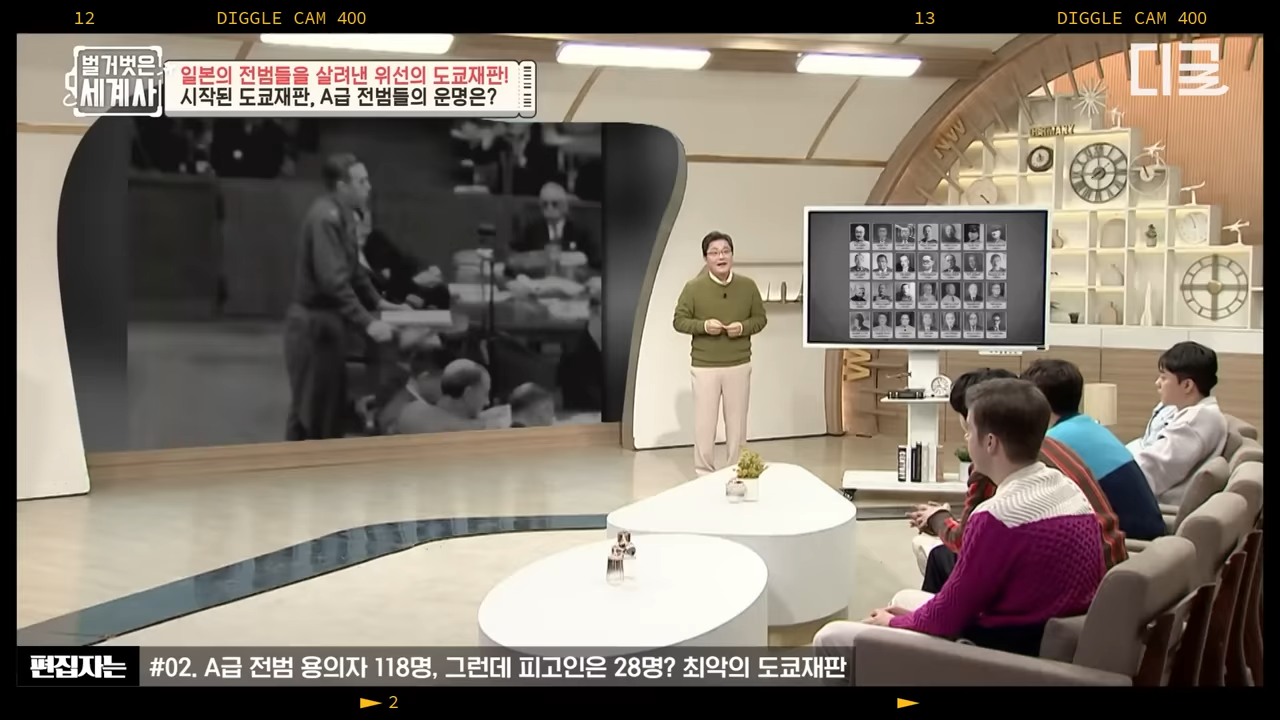 12
DIGGLE CAM 400
13
DIGGLE CAM 400
벌거벗은
세계사
일본의 전범들을 살려낸 위선의 도쿄재판!
시작된 도쿄재판, A급 전범들의 운명은?
디글
NW
GERMANY
W
편집자는
#02. A급 전범 용의자 118명, 그런데 피고인은 28명? 최악의 도쿄재판
2